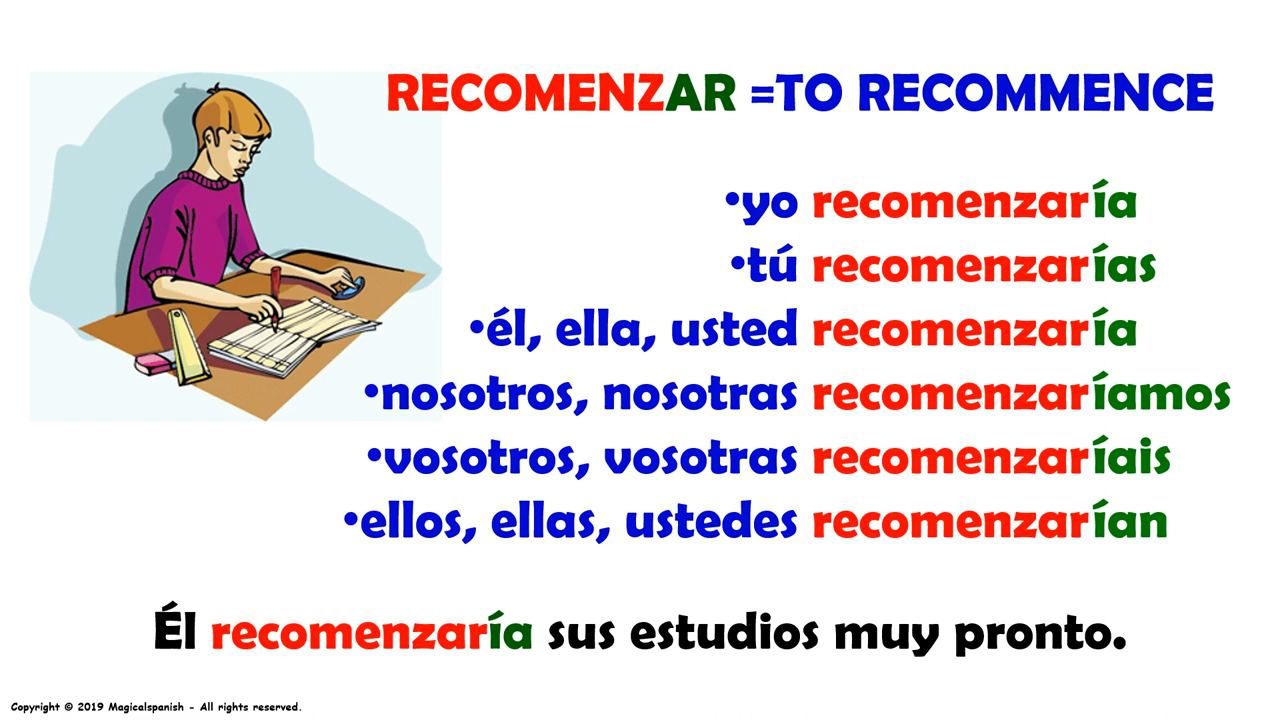 RECOMENZAR =TO RECOMMENCE
•yo recomenzaría
•tú recomenzarías
•él, ella, usted recomenzaría
•nosotros, nosotras recomenzaríamos
•vosotros, vosotras recomenzaríais
•ellos, ellas, ustedes recomenzarían
Él recomenzaría sus estudios muy pronto.
Copyright © 2019 Magicalspanish - All rights reserved.